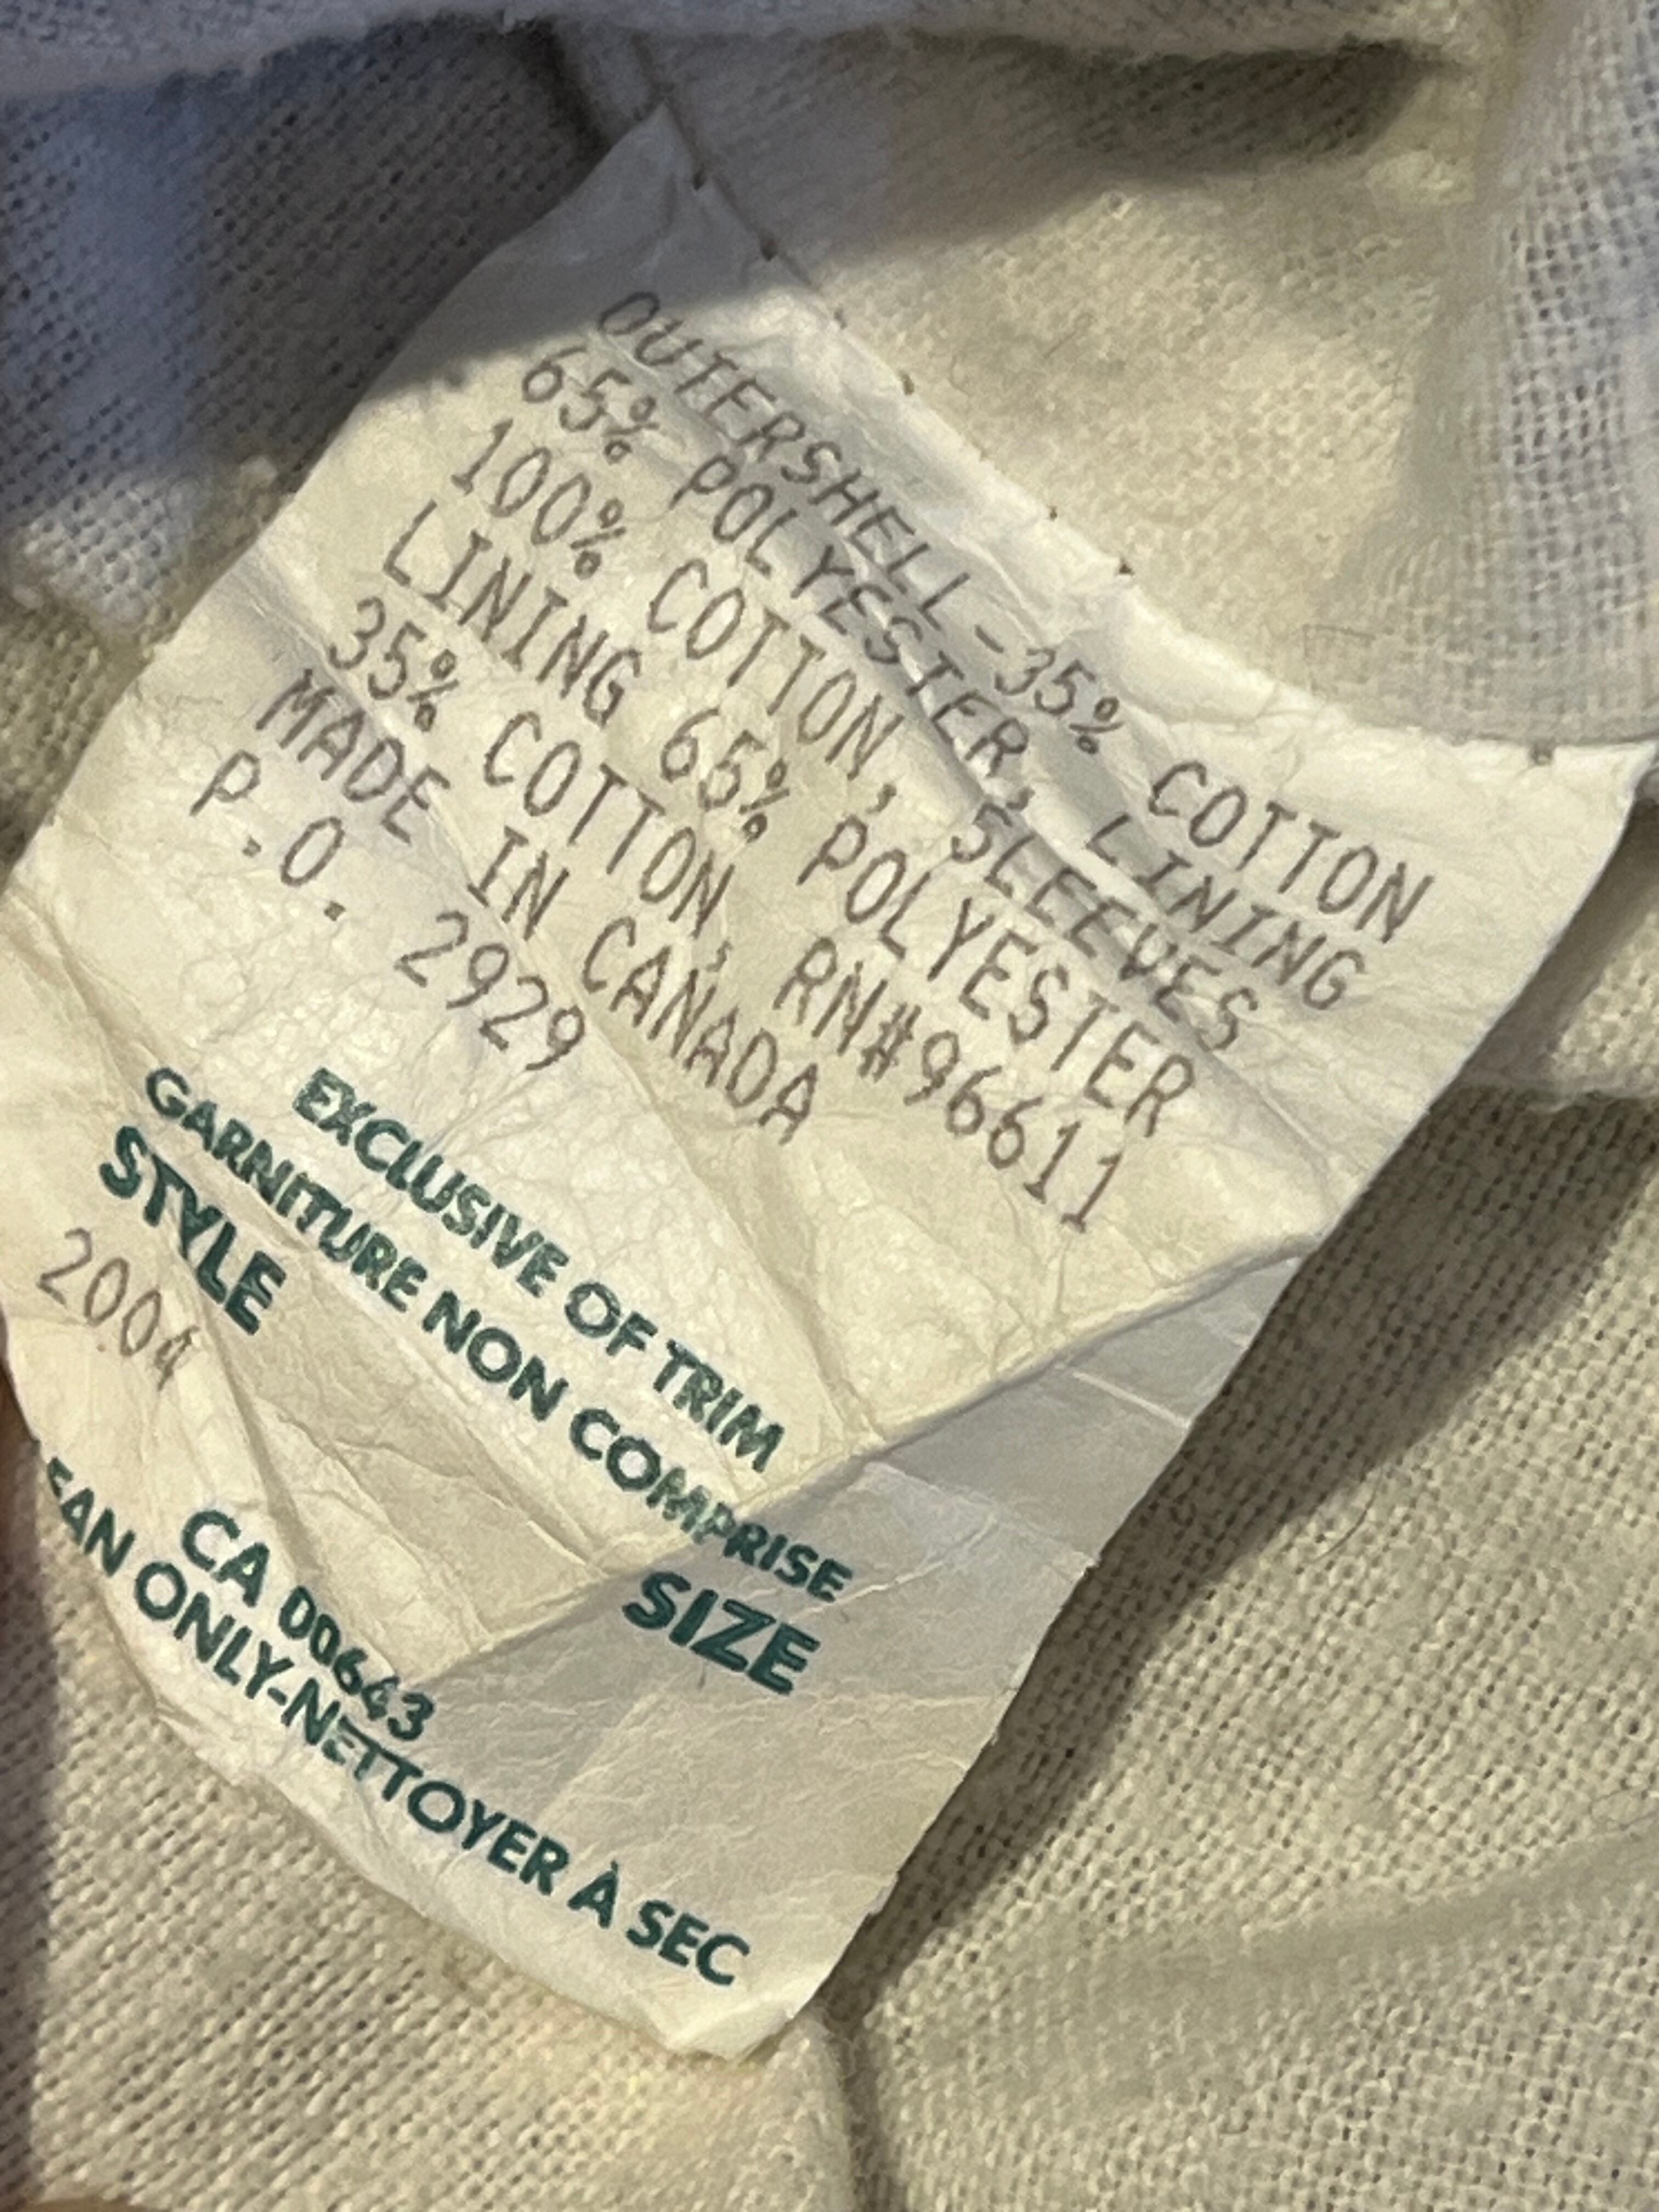 OUTERSHELL-35% COTTON
65% POLYESTER, LINING
100% COTTON, SLEEVES
LINING 65% POLYESTER
35% COTTON, RN#96611
MADE IN CANADA
P.O. 2929
EXCLUSIVE OF TRIM
GARNITURE NON COMPRISE
STYLE SIZE
2004
CA 00643
EAN ONLY-NETTOYER À SEC